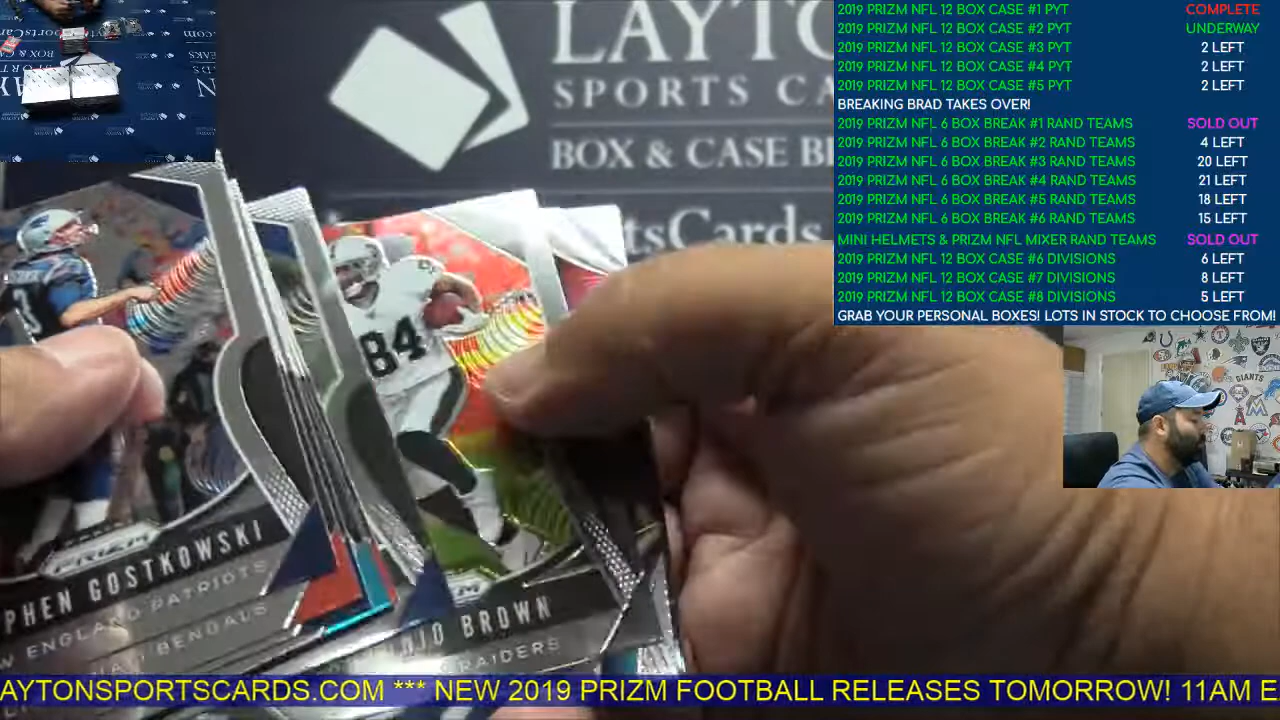 2019 PRIZM NFL 12 BOX CASE #1 PYT COMPLETE
2019 PRIZM NFL 12 BOX CASE #2 PYT UNDERWAY
2019 PRIZM NFL 12 BOX CASE #3 PYT 2 LEFT
2019 PRIZM NFL 12 BOX CASE #4 PYT 2 LEFT
2019 PRIZM NFL 12 BOX CASE #5 PYT 2 LEFT
BREAKING BRAD TAKES OVER!
2019 PRIZM NFL 6 BOX BREAK #1 RAND TEAMS SOLD OUT
2019 PRIZM NFL 6 BOX BREAK #2 RAND TEAMS 4 LEFT
2019 PRIZM NFL 6 BOX BREAK #3 RAND TEAMS 20 LEFT
2019 PRIZM NFL 6 BOX BREAK #4 RAND TEAMS 21 LEFT
2019 PRIZM NFL 6 BOX BREAK #5 RAND TEAMS 18 LEFT
2019 PRIZM NFL 6 BOX BREAK #6 RAND TEAMS 15 LEFT
MINI HELMETS & PRIZM NFL MIXER RAND TEAMS SOLD OUT
2019 PRIZM NFL 12 BOX CASE #6 DIVISIONS 6 LEFT
2019 PRIZM NFL 12 BOX CASE #7 DIVISIONS 8 LEFT
2019 PRIZM NFL 12 BOX CASE #8 DIVISIONS 5 LEFT
GRAB YOUR PERSONAL BOXES! LOTS IN STOCK TO CHOOSE FROM!
LAYTO
SPORTS CA
BOX & CASE B
tsCards
84
3
GIANTS
PRIZM
PHEN GOSTKOWSKI
W ENGLAND PATRIOTS
BENGALS
NIO BROWN
RAIDERS
AYTONSPORTSCARDS.COM *** NEW 2019 PRIZM FOOTBALL RELEASES TOMORROW! 11AM E